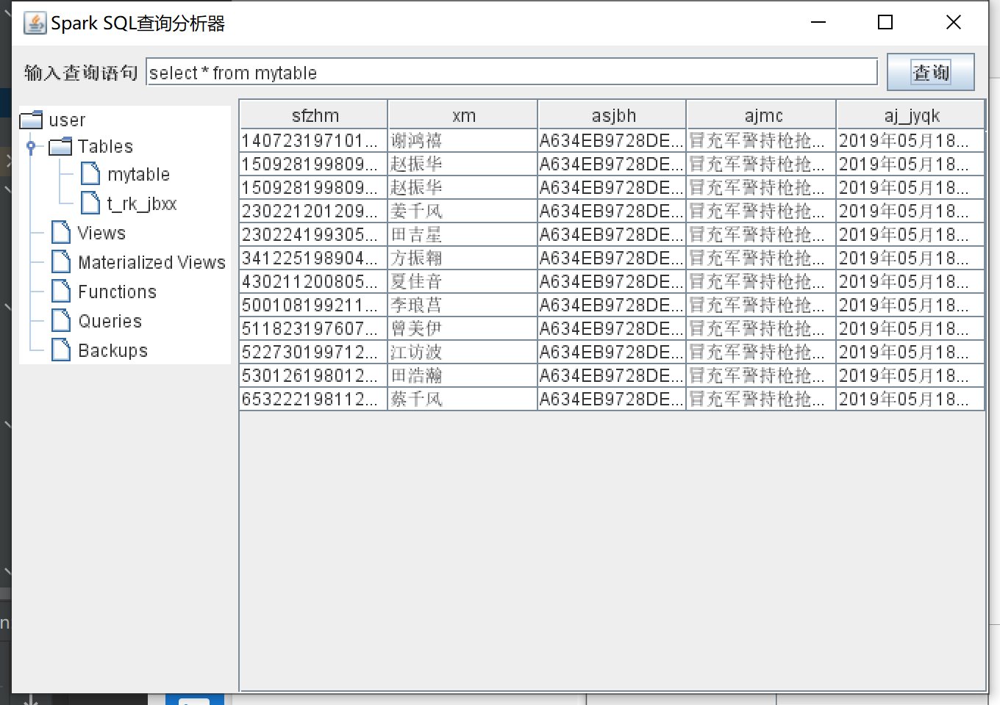 Spark SQL查询分析器
输入查询语句 select * from mytable 查询
user
Tables
mytable
t_rk_jbxx
Views
Materialized Views
Functions
Queries
Backups
sfzhm xm asjbh ajmc aj_jyqk
140723197101... 谢鸿禧 A634EB9728DE... 冒充军警持枪抢... 2019年05月18...
150928199809... 赵振华 A634EB9728DE... 冒充军警持枪抢... 2019年05月18...
150928199809... 赵振华 A634EB9728DE... 冒充军警持枪抢... 2019年05月18...
230221201209... 姜千风 A634EB9728DE... 冒充军警持枪抢... 2019年05月18...
230224199305... 田吉星 A634EB9728DE... 冒充军警持枪抢... 2019年05月18...
341225198904... 方振翱 A634EB9728DE... 冒充军警持枪抢... 2019年05月18...
430211200805... 夏佳音 A634EB9728DE... 冒充军警持枪抢... 2019年05月18...
500108199211... 李琅莒 A634EB9728DE... 冒充军警持枪抢... 2019年05月18...
511823197607... 曾美伊 A634EB9728DE... 冒充军警持枪抢... 2019年05月18...
522730199712... 江访波 A634EB9728DE... 冒充军警持枪抢... 2019年05月18...
530126198012... 田浩瀚 A634EB9728DE... 冒充军警持枪抢... 2019年05月18...
653222198112... 蔡千风 A634EB9728DE... 冒充军警持枪抢... 2019年05月18...